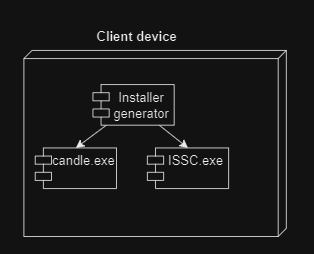 Client device
Installer
generator
candle.exe
ISSC.exe